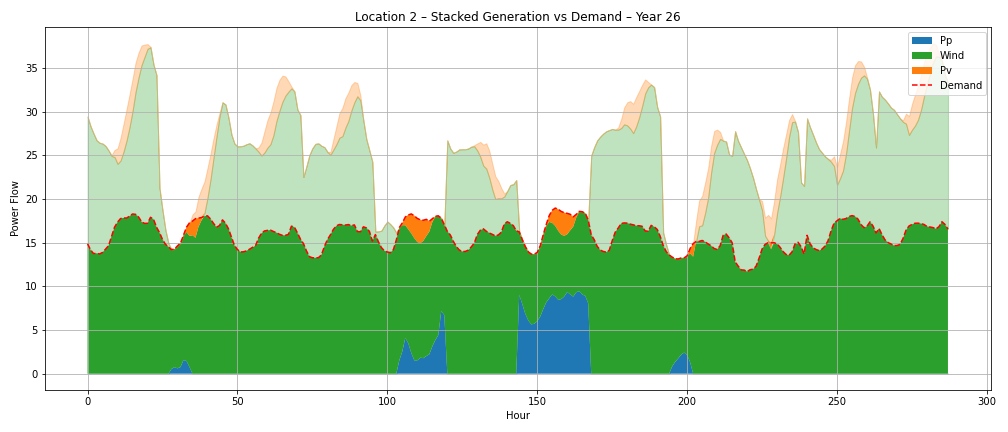 Location 2 – Stacked Generation vs Demand – Year 26
Power Flow
35
30
25
20
15
10
5
0
0 50 100 150 200 250 300
Hour
Pp
Wind
Pv
Demand